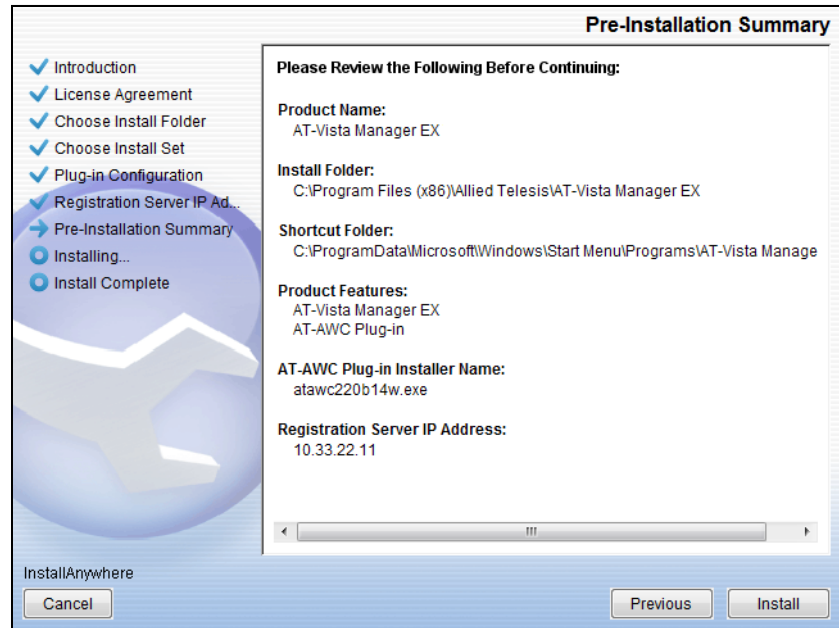 Pre-Installation Summary
Introduction
License Agreement
Choose Install Folder
Choose Install Set
Plug-in Configuration
Registration Server IP Ad...
Pre-Installation Summary
Installing...
Install Complete
Please Review the Following Before Continuing:
Product Name:
AT-Vista Manager EX
Install Folder:
C:\Program Files (x86)\Allied Telesis\AT-Vista Manager EX
Shortcut Folder:
C:\ProgramData\Microsoft\Windows\Start Menu\Programs\AT-Vista Manage
Product Features:
AT-Vista Manager EX
AT-AWC Plug-in
AT-AWC Plug-in Installer Name:
atawc220b14w.exe
Registration Server IP Address:
10.33.22.11
InstallAnywhere
Cancel
Previous
Install